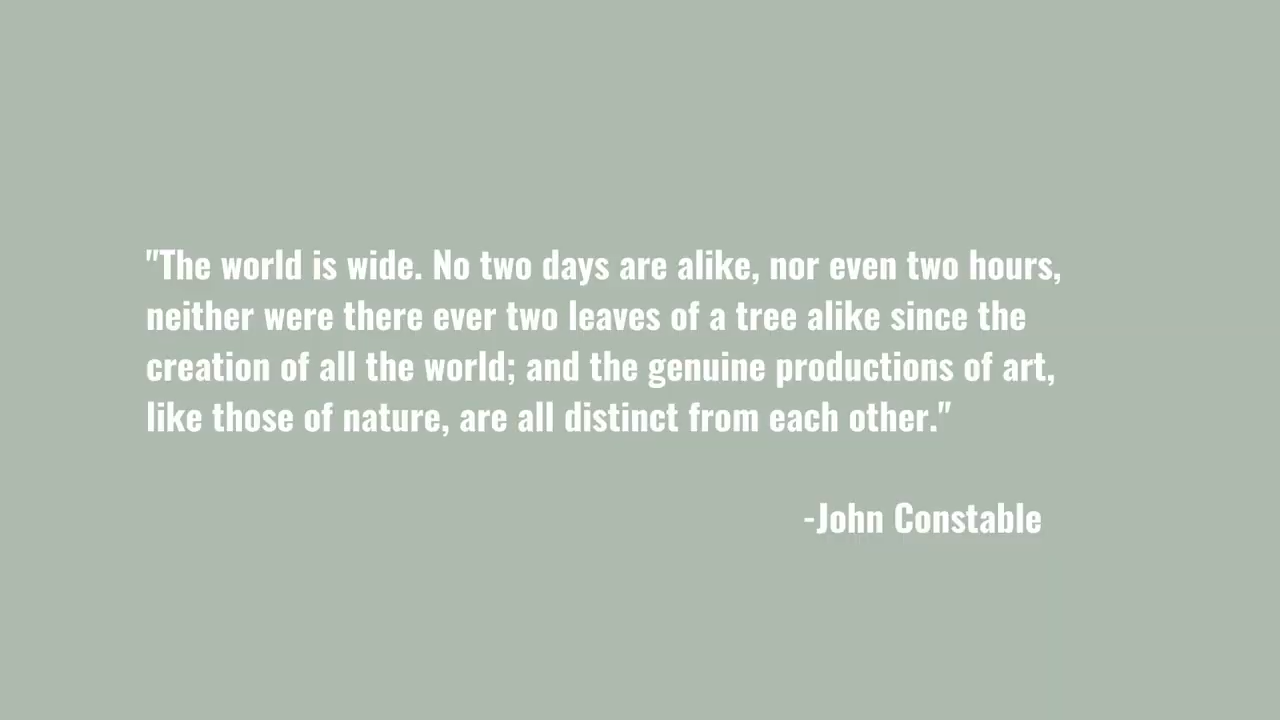 "The world is wide. No two days are alike, nor even two hours,
neither were there ever two leaves of a tree alike since the
creation of all the world; and the genuine productions of art,
like those of nature, are all distinct from each other."
-John Constable